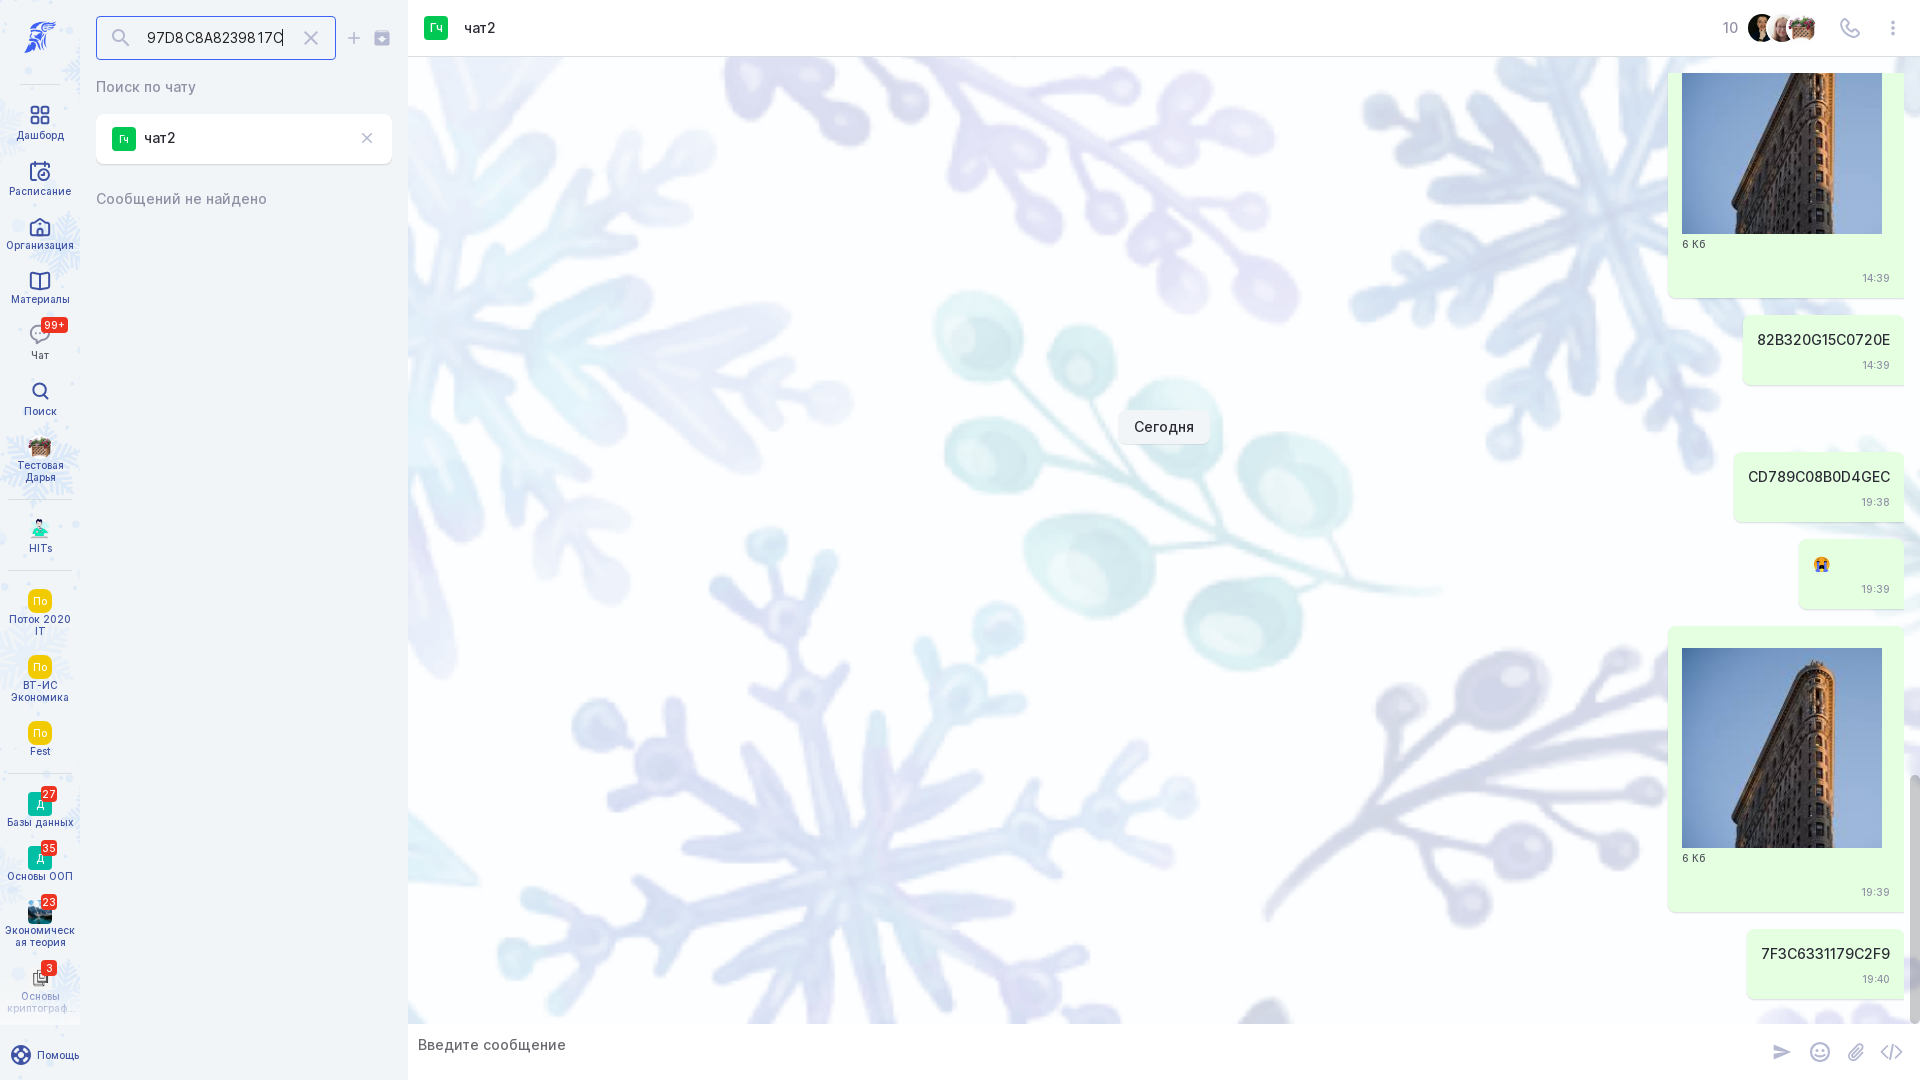 97D8C8A8239817C
Поиск по чату
Гч чат2
Сообщений не найдено
Дашборд
Расписание
Организация
Материалы
99+
Чат
Поиск
Тестовая
Дарья
HITs
По
Поток 2020
IT
По
ВТ-ИС
Экономика
По
Fest
27
Д
Базы данных
35
Д
Основы ООП
23
Экономическ
ая теория
3
Основы
криптограф...
Помощь
Гч чат2
10
6 Кб
14:39
82B320G15C0720E
14:39
Сегодня
CD789C08B0D4GEC
19:38
19:39
6 Кб
19:39
7F3C6331179C2F9
19:40
Введите сообщение